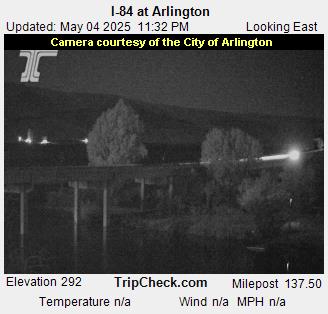 I-84 at Arlington
Updated: May 04 2025 11:32 PM Looking East
Camera courtesy of the City of Arlington
Elevation 292 TripCheck.com Milepost 137.50
Temperature n/a Wind n/a MPH n/a